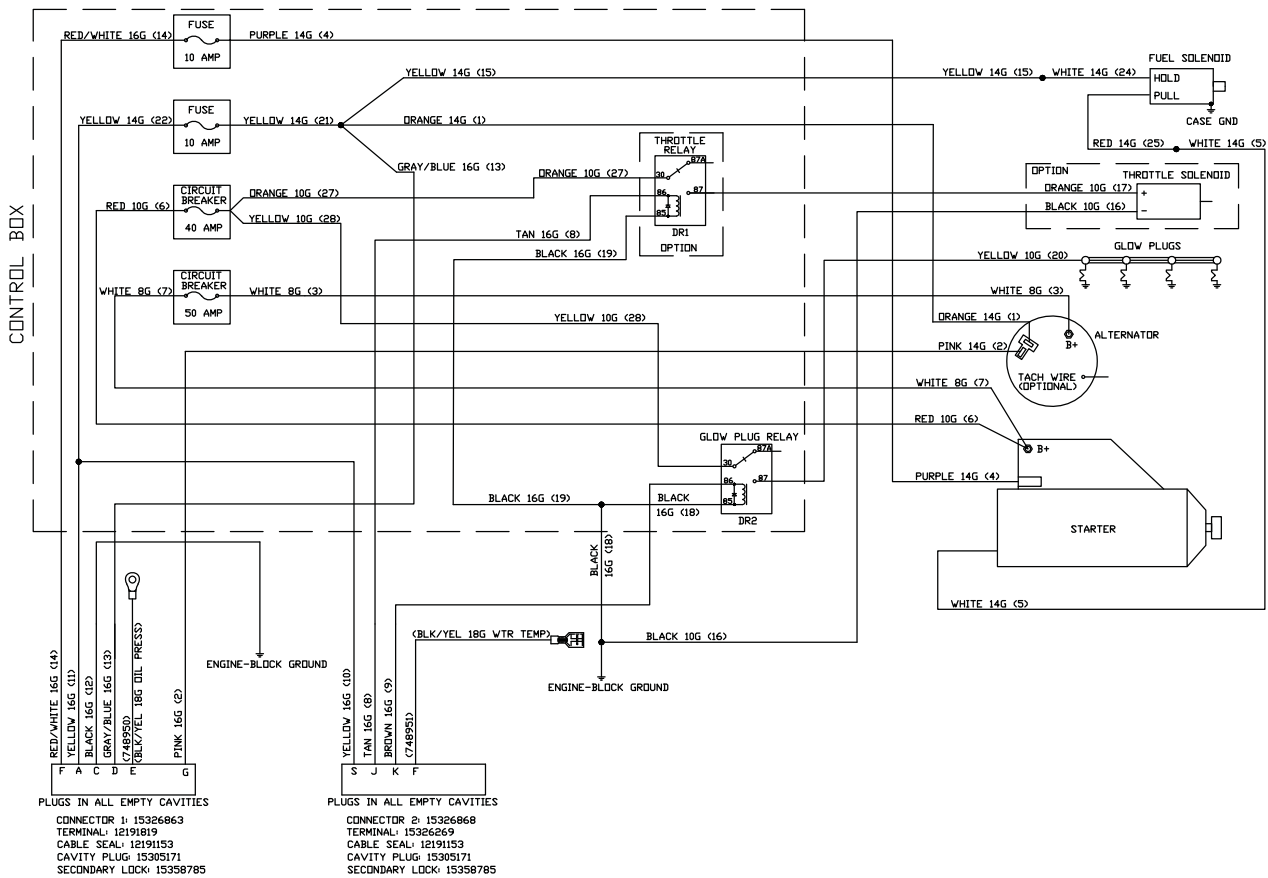 CONTROL BOX
FUSE
RED/WHITE 16G (14)
PURPLE 14G (4)
10 AMP
FUEL SOLENOID
YELLOW 14G (15)
YELLOW 14G (15)
WHITE 14G (24)
HOLD
PULL
CASE GND
FUSE
YELLOW 14G (22)
YELLOW 14G (21)
ORANGE 14G (1)
10 AMP
RED 14G (25)
WHITE 14G (5)
THROTTLE
RELAY
87A
30
86
87
85
DR1
OPTION
GRAY/BLUE 16G (13)
ORANGE 10G (27)
OPTION
THROTTLE SOLENOID
ORANGE 10G (17)
+
BLACK 10G (16)
-
CIRCUIT
BREAKER
ORANGE 10G (27)
RED 10G (6)
YELLOW 10G (28)
40 AMP
TAN 16G (8)
BLACK 16G (19)
GLOW PLUGS
YELLOW 10G (20)
CIRCUIT
BREAKER
WHITE 8G (7)
WHITE 8G (3)
WHITE 8G (3)
50 AMP
YELLOW 10G (28)
ORANGE 14G (1)
ALTERNATOR
B+
PINK 14G (2)
TACH WIRE
(OPTIONAL)
WHITE 8G (7)
RED 10G (6)
GLOW PLUG RELAY
87A
30
86
87
85
DR2
B+
PURPLE 14G (4)
STARTER
BLACK 16G (19)
BLACK
16G (18)
BLACK
16G (18)
WHITE 14G (5)
(BLK/YEL 18G WTR TEMP)
BLACK 10G (16)
ENGINE-BLOCK GROUND
ENGINE-BLOCK GROUND
RED/WHITE 16G (14)
YELLOW 16G (11)
BLACK 16G (12)
GRAY/BLUE 16G (13)
(748950)
(BLK/YEL 18G OIL PRESS)
PINK 16G (2)
YELLOW 16G (10)
TAN 16G (8)
BROWN 16G (9)
(748951)
F A C D E G
S J K F
PLUGS IN ALL EMPTY CAVITIES
CONNECTOR 1: 15326863
TERMINAL: 12191819
CABLE SEAL: 12191153
CAVITY PLUG: 15305171
SECONDARY LOCK: 15358785
PLUGS IN ALL EMPTY CAVITIES
CONNECTOR 2: 15326868
TERMINAL: 15326269
CABLE SEAL: 12191153
CAVITY PLUG: 15305171
SECONDARY LOCK: 15358785